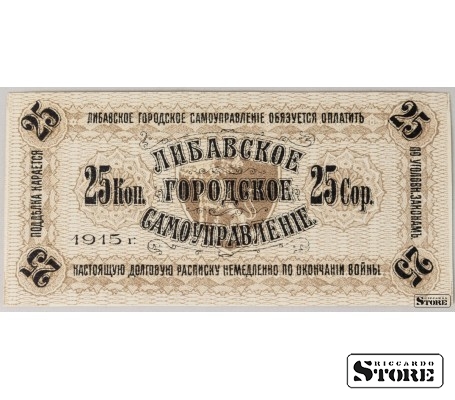 25
ЛИБАВСКОЕ ГОРОДСКОЕ САМОУПРАВЛЕНІЕ ОБЯЗУЕТСЯ ОПЛАТИТЬ
25
ПОДДѢЛКА КАРАЕТСЯ
ЛИБАВСКОЕ
25 Коп.
ГОРОДСКОЕ
25 Cop.
САМОУПРАВЛЕНІЕ.
ПО УГОЛОВН. ЗАКОНАМЪ
1915 г.
25
НАСТОЯЩУЮ ДОЛГОВУЮ РАСПИСКУ НЕМЕДЛЕННО ПО ОКОНЧАНІИ ВОЙНЫ.
25
RICCARDO
STORE
RICCARDO
STORE